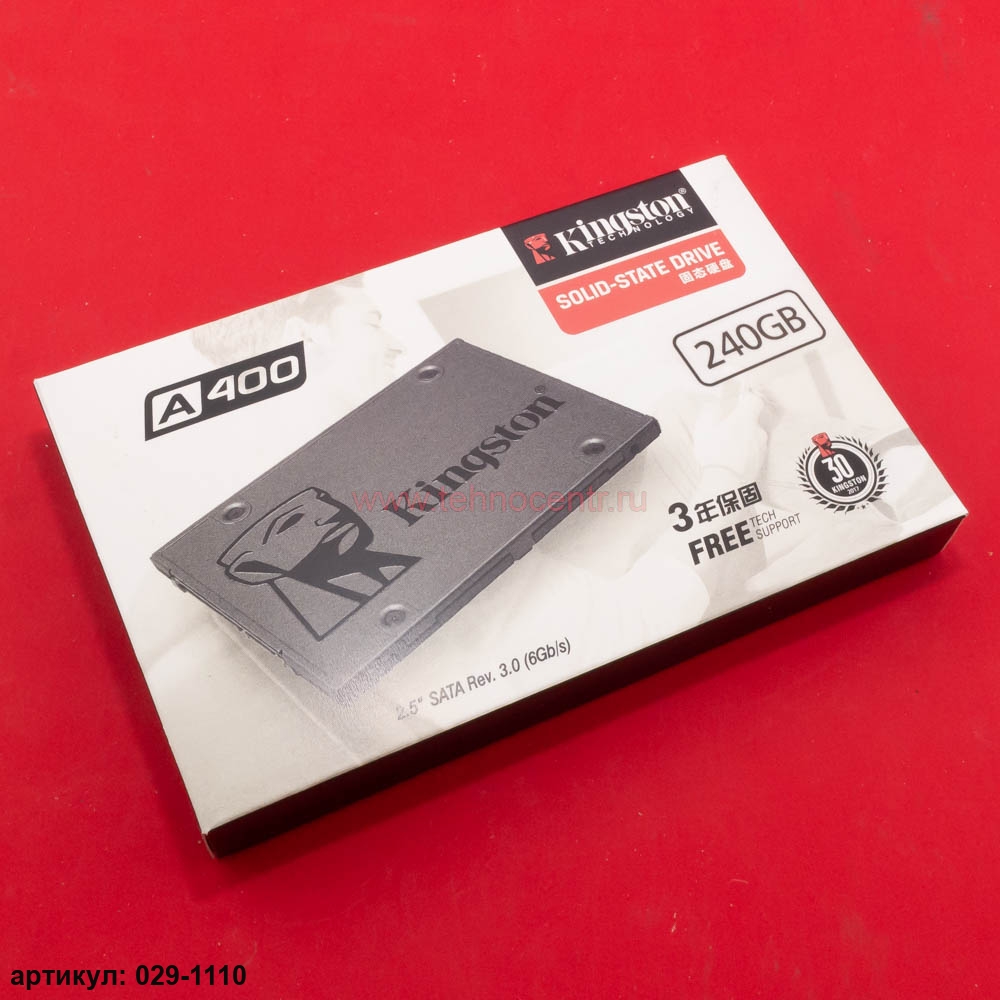 Kingston®
TECHNOLOGY
SOLID-STATE DRIVE
固态硬盘
240GB
A400
Kingston®
30
KINGSTON
2017
www.tehnocentr.ru
3年保固
FREE TECH SUPPORT
2.5" SATA Rev. 3.0 (6Gb/s)
артикул: 029-1110